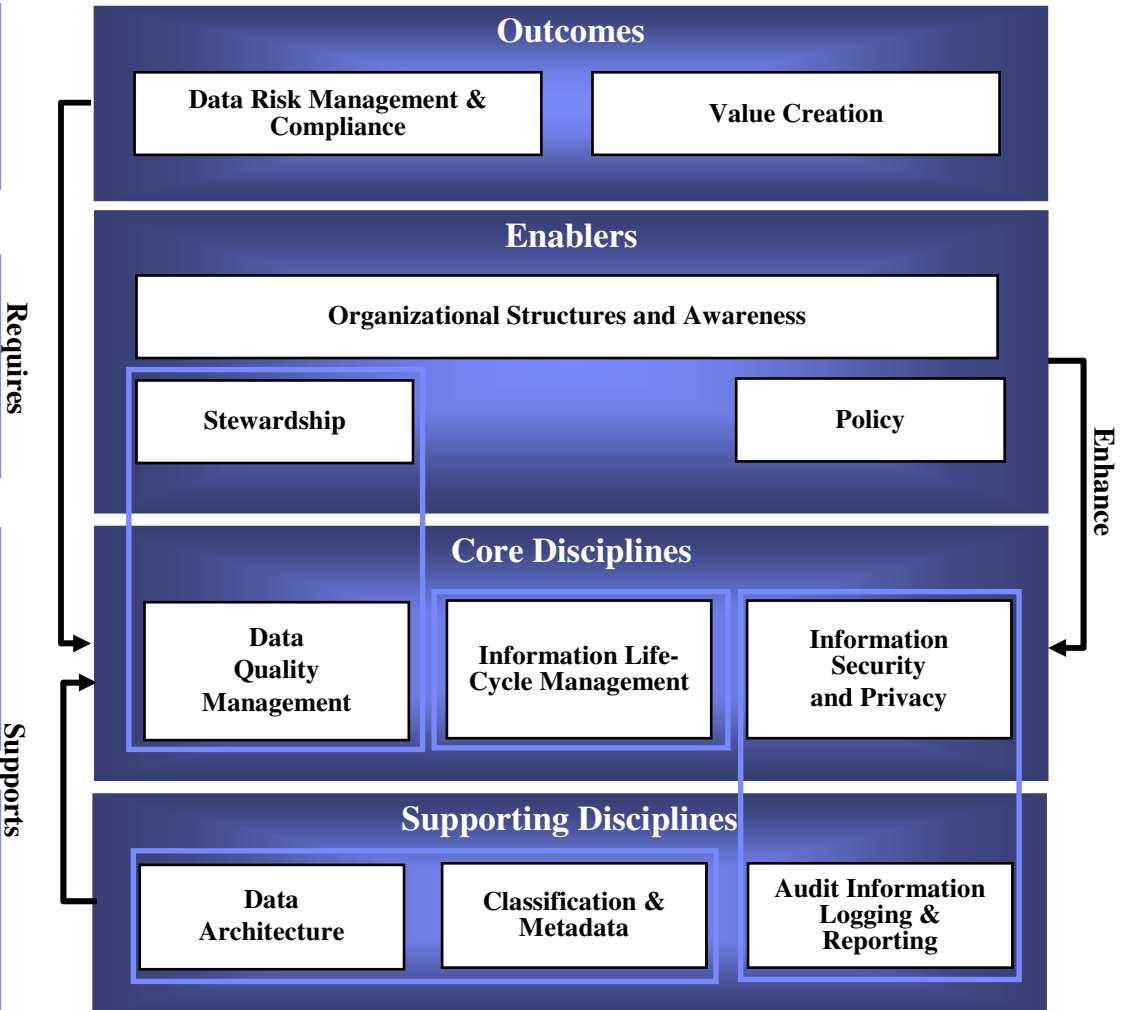 Outcomes
Data Risk Management &
Compliance
Value Creation
Enablers
Organizational Structures and Awareness
Stewardship
Policy
Requires
Enhance
Core Disciplines
Data
Quality
Management
Information Life-
Cycle Management
Information
Security
and Privacy
Supports
Supporting Disciplines
Data
Architecture
Classification &
Metadata
Audit Information
Logging &
Reporting